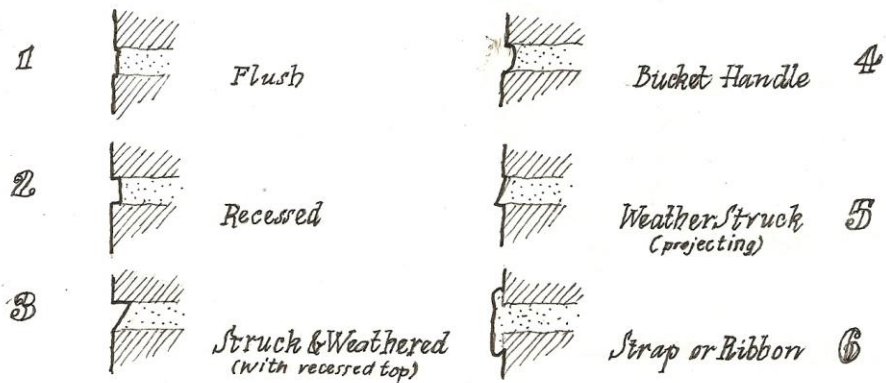 1
Flush
2
Recessed
3
Struck & Weathered
(with recessed top)
Bucket Handle 4
Weather Struck 5
(projecting)
Strap or Ribbon 6